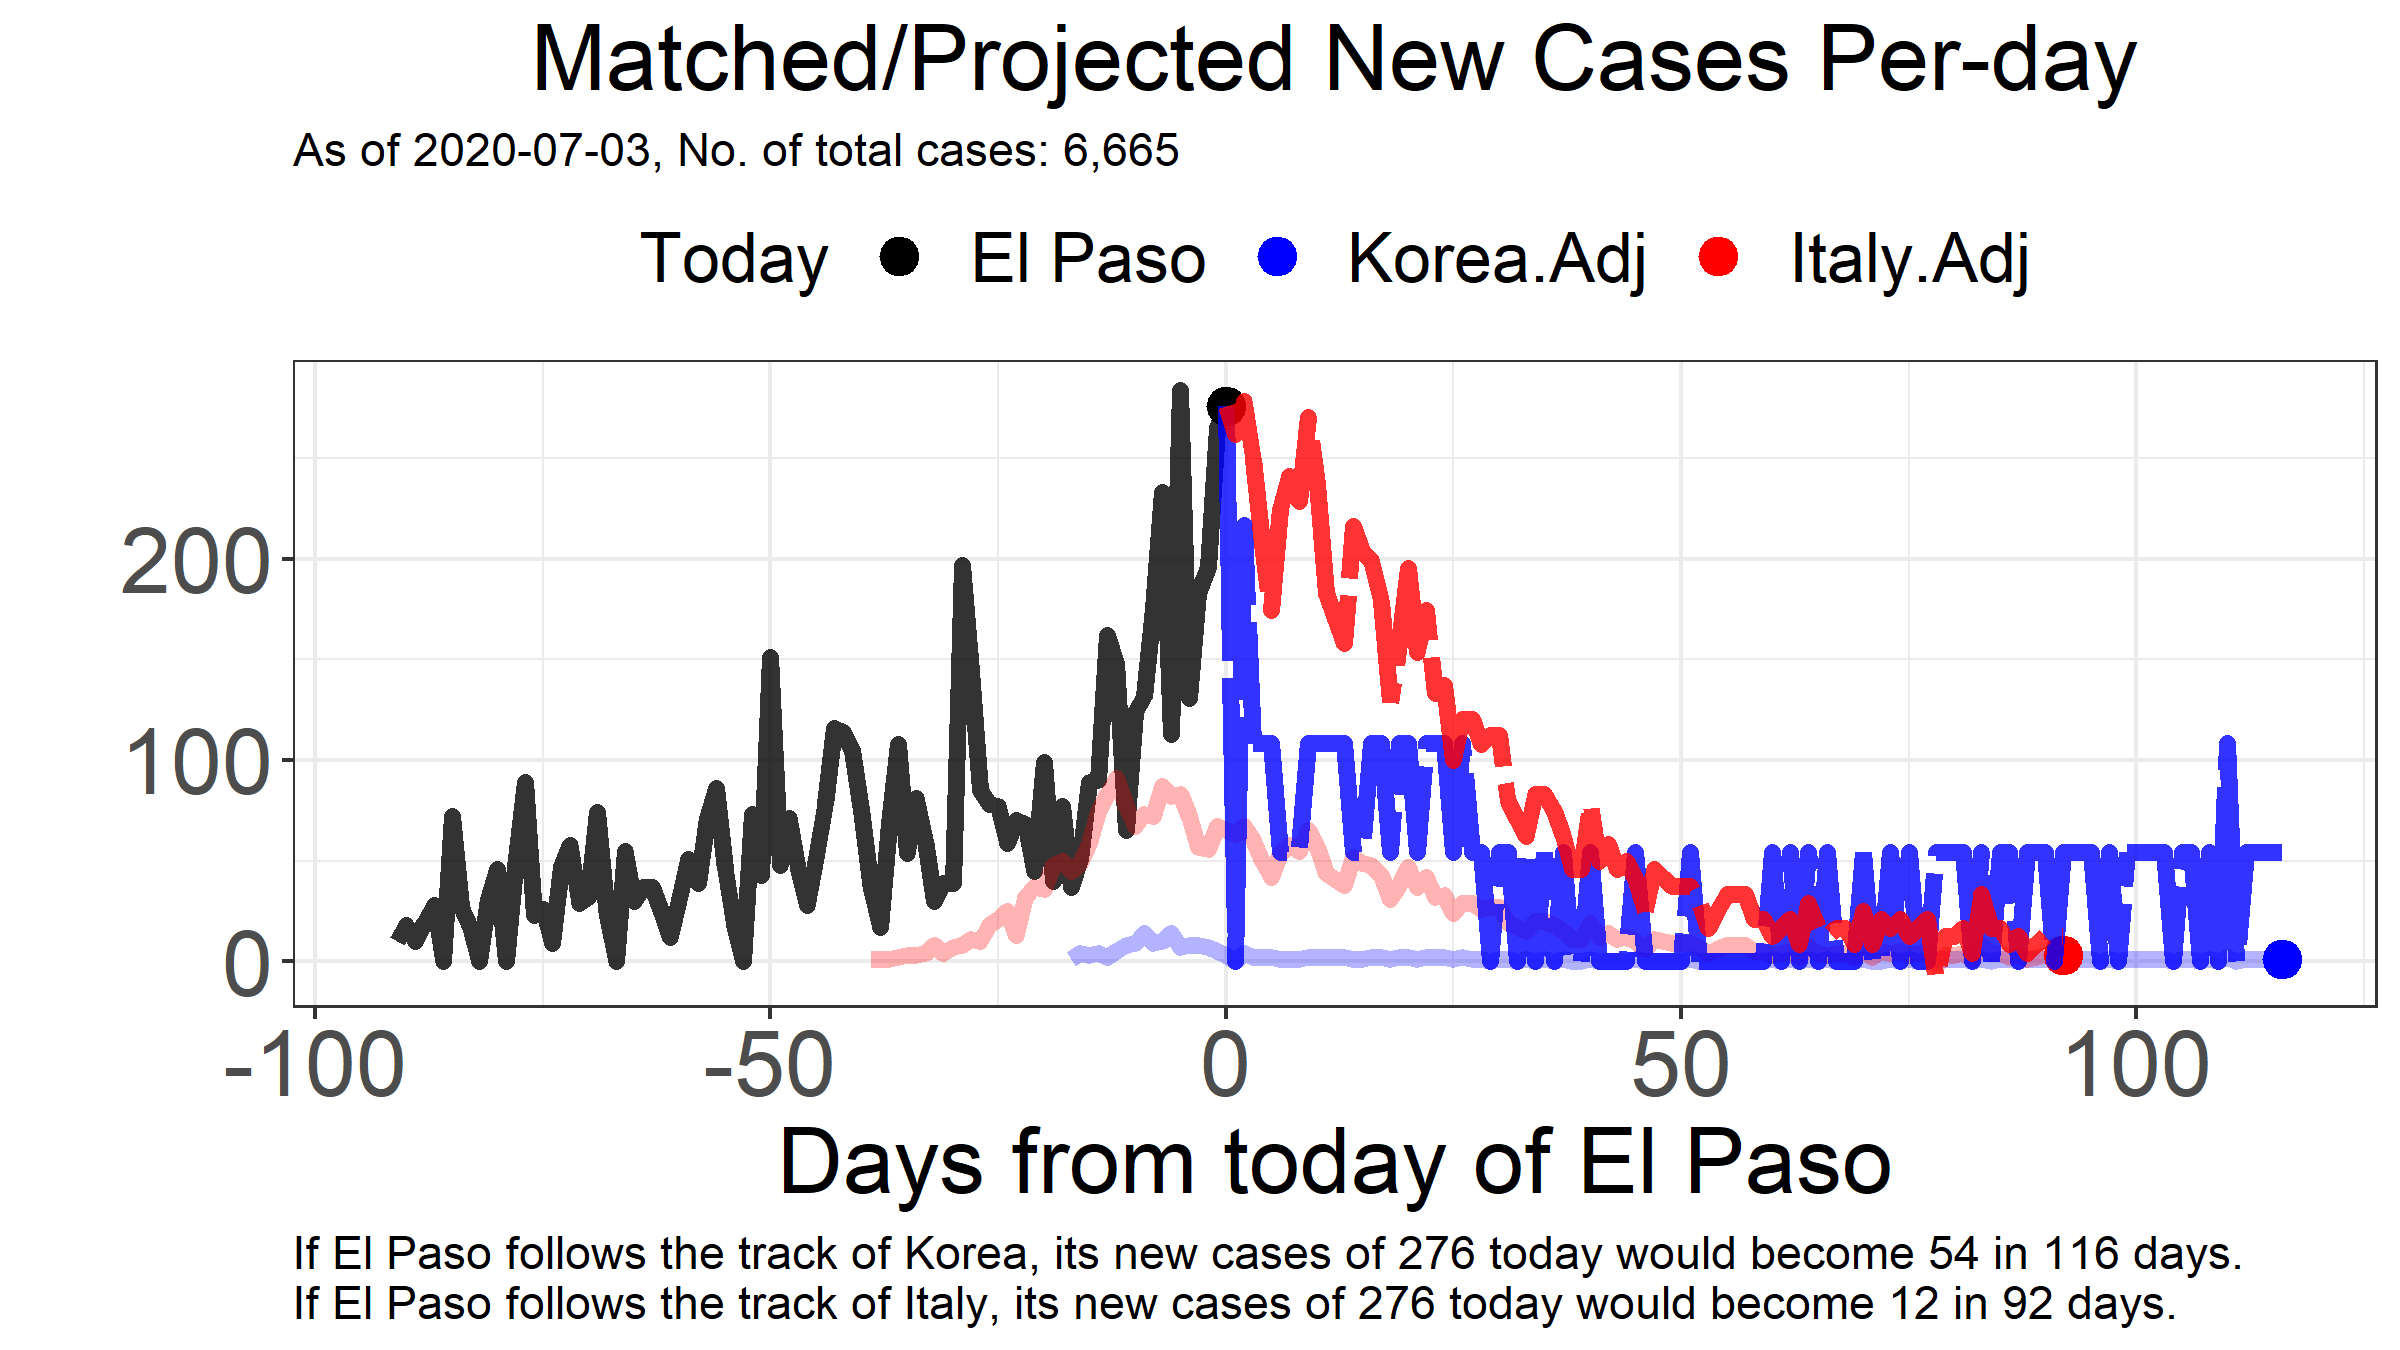 Matched/Projected New Cases Per-day
As of 2020-07-03, No. of total cases: 6,665
Today El Paso Korea.Adj Italy.Adj
200
100
0
-100 -50 0 50 100
Days from today of El Paso
If El Paso follows the track of Korea, its new cases of 276 today would become 54 in 116 days.
If El Paso follows the track of Italy, its new cases of 276 today would become 12 in 92 days.